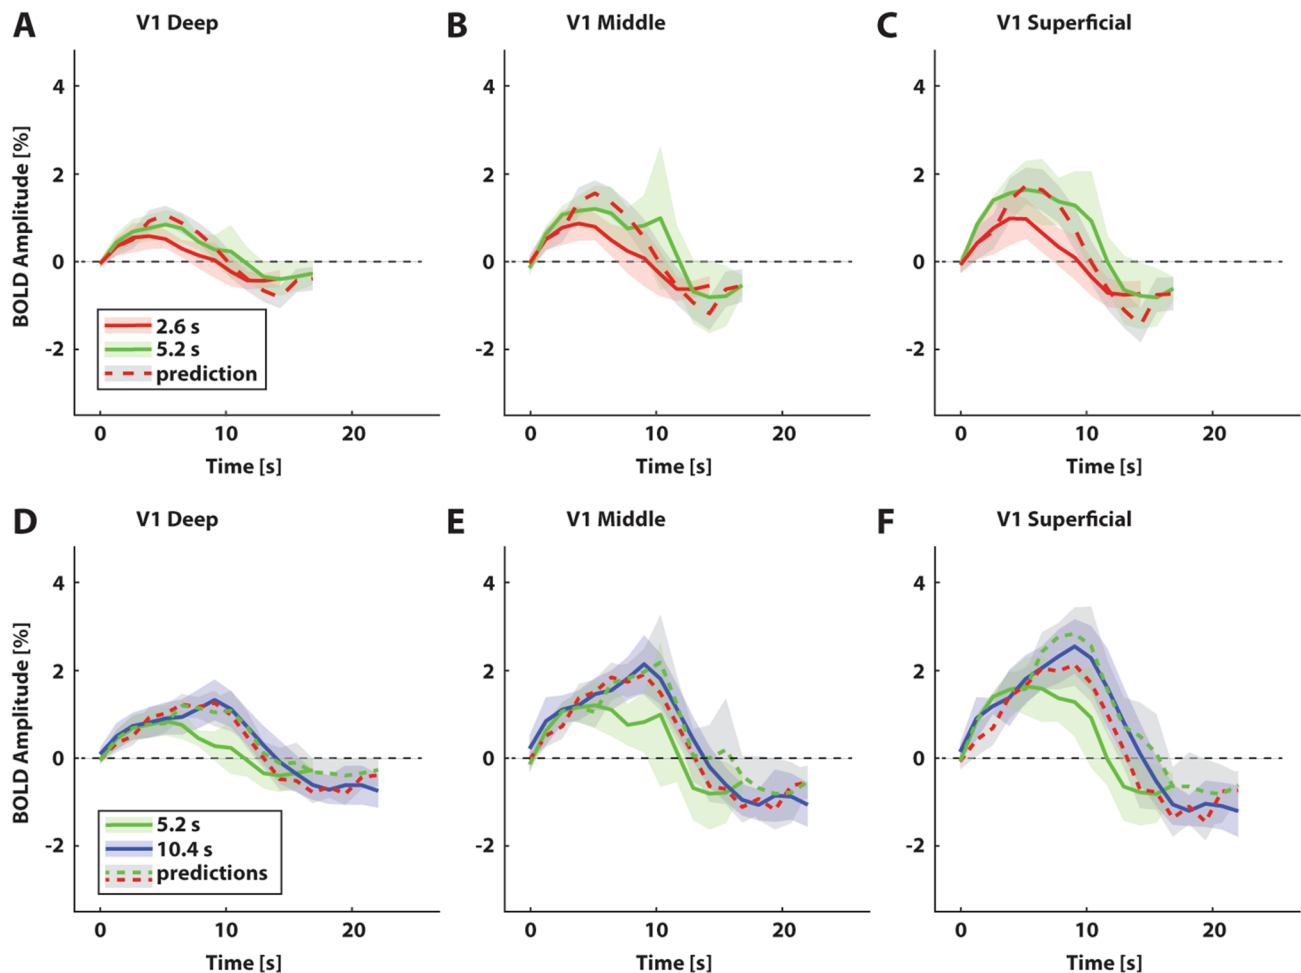 A V1 Deep
B V1 Middle
C V1 Superficial
BOLD Amplitude [%]
4
2
0
-2
2.6 s
5.2 s
prediction
0 10 20
Time [s]
4
2
0
-2
0 10 20
Time [s]
4
2
0
-2
0 10 20
Time [s]
D V1 Deep
E V1 Middle
F V1 Superficial
BOLD Amplitude [%]
4
2
0
-2
5.2 s
10.4 s
predictions
0 10 20
Time [s]
4
2
0
-2
0 10 20
Time [s]
4
2
0
-2
0 10 20
Time [s]